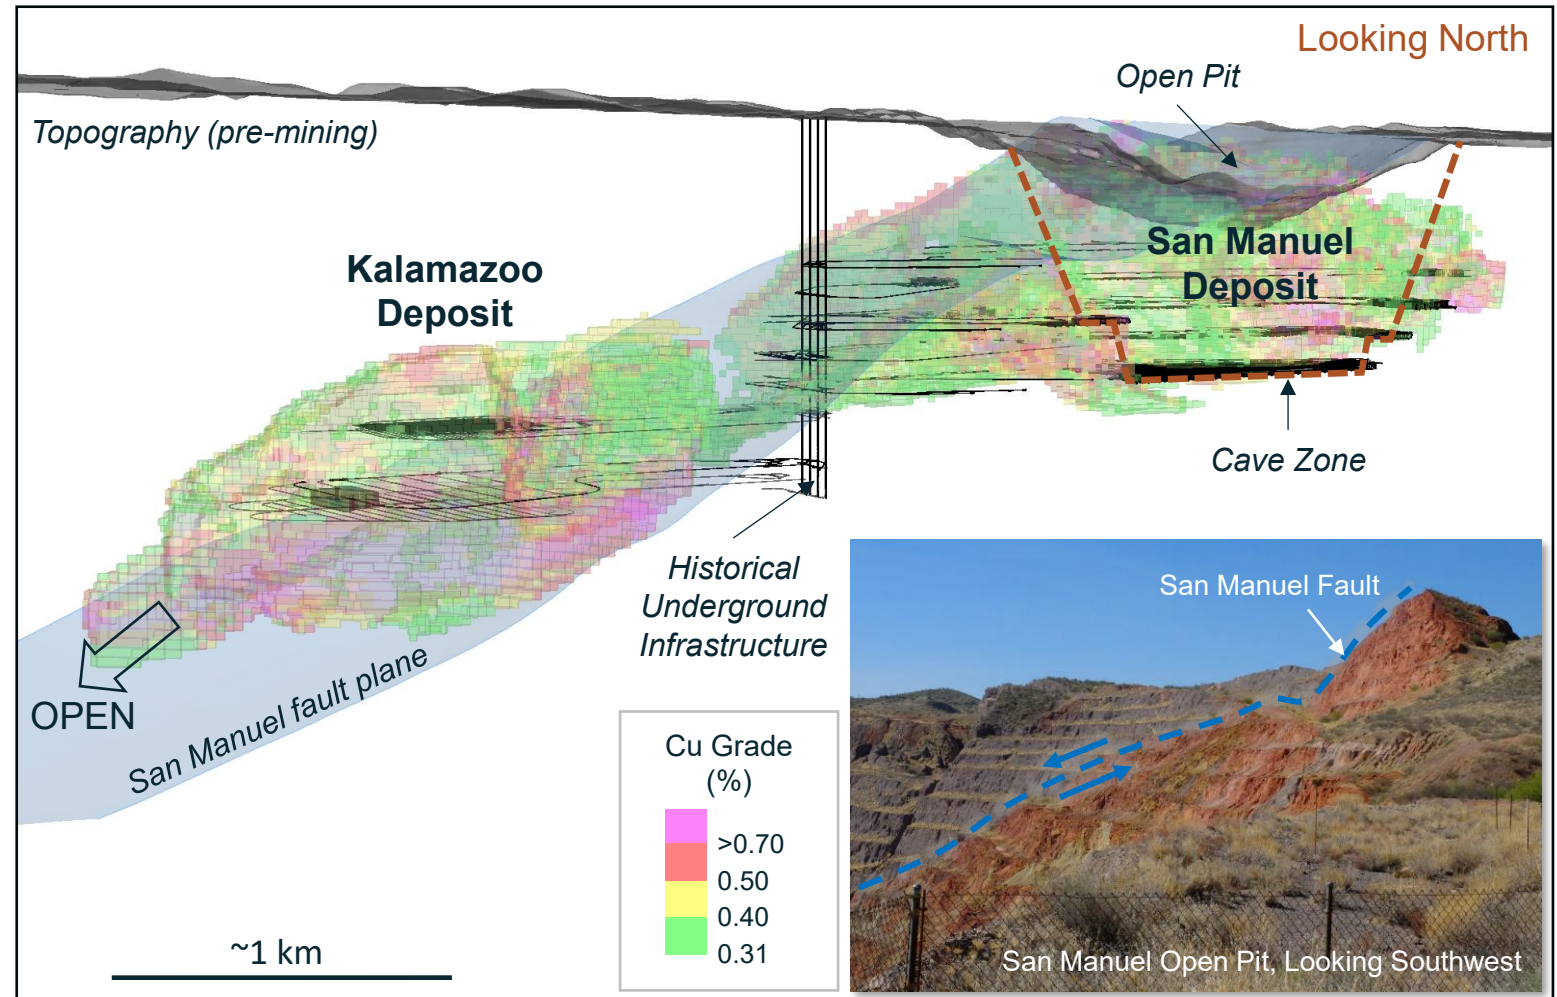 Looking North
Open Pit
Topography (pre-mining)
Kalamazoo
Deposit
San Manuel
Deposit
Cave Zone
Historical
Underground
Infrastructure
OPEN
San Manuel fault plane
Cu Grade
(%)
>0.70
0.50
0.40
0.31
~1 km
San Manuel Fault
San Manuel Open Pit, Looking Southwest